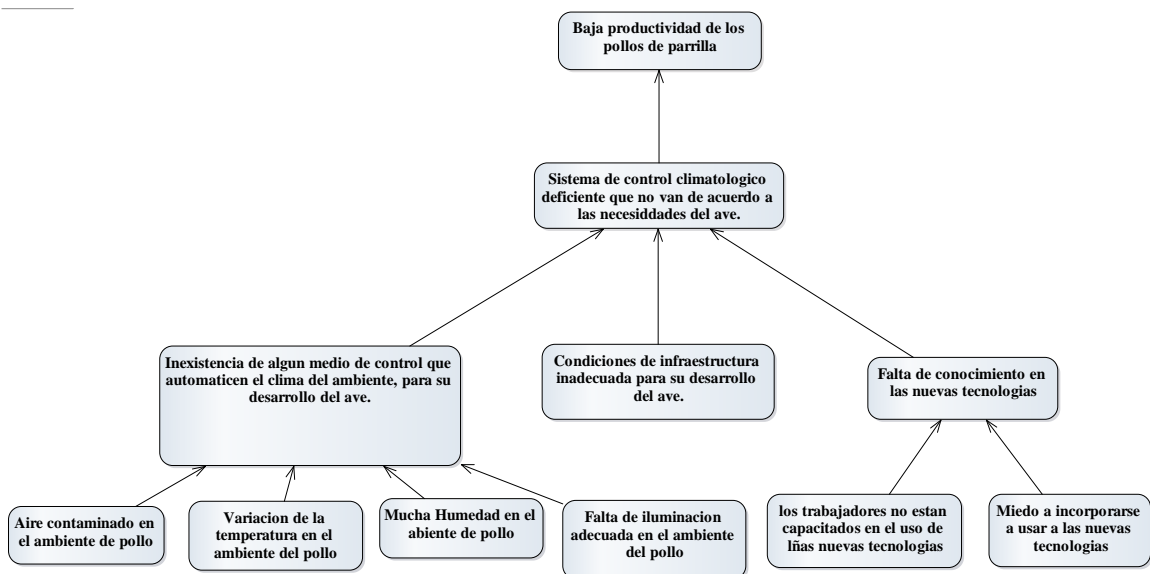 Baja productividad de los
pollos de parrilla
Sistema de control climatologico
deficiente que no van de acuerdo a
las necesiddades del ave.
Inexistencia de algun medio de control que
automaticen el clima del ambiente, para su
desarrollo del ave.
Condiciones de infraestructura
inadecuada para su desarrollo
del ave.
Falta de conocimiento en
las nuevas tecnologias
Aire contaminado en
el ambiente de pollo
Variacion de la
temperatura en el
ambiente del pollo
Mucha Humedad en el
abiente de pollo
Falta de iluminacion
adecuada en el ambiente
del pollo
los trabajadores no estan
capacitados en el uso de
lñas nuevas tecnologias
Miedo a incorporarse
a usar a las nuevas
tecnologias